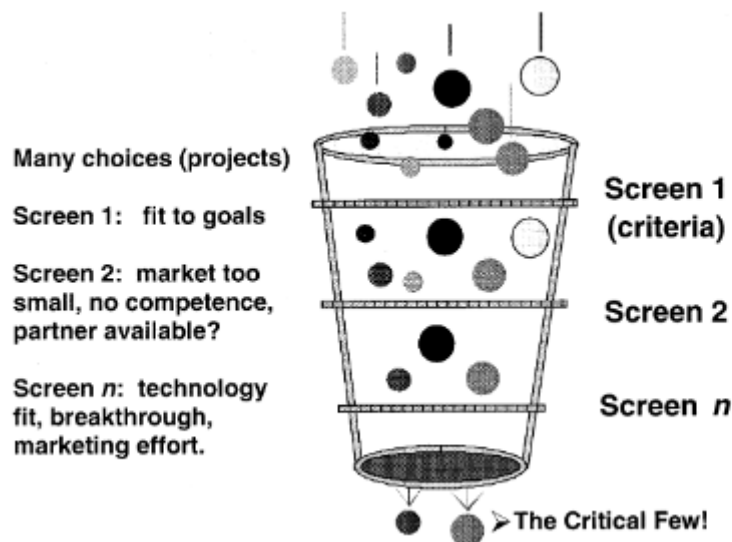 Many choices (projects)
Screen 1: fit to goals
Screen 2: market too
small, no competence,
partner available?
Screen n: technology
fit, breakthrough,
marketing effort.
Screen 1
(criteria)
Screen 2
Screen n
➢The Critical Few!